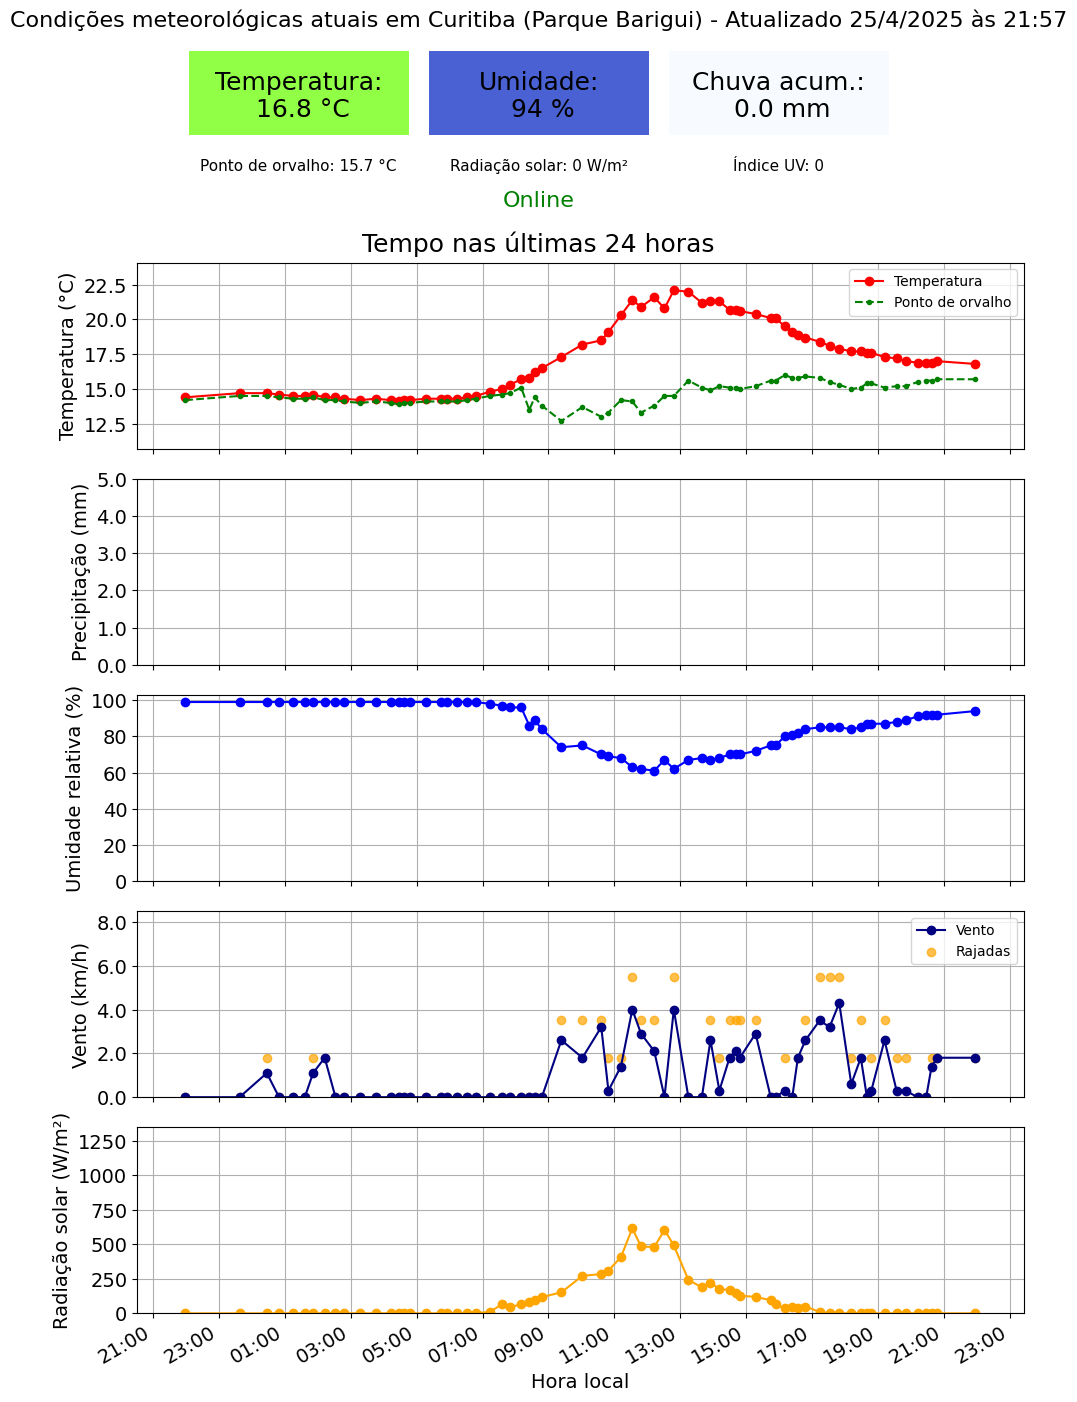 Condições meteorológicas atuais em Curitiba (Parque Barigui) - Atualizado 25/4/2025 às 21:57
Temperatura:
16.8 °C
Umidade:
94 %
Chuva acum.:
0.0 mm
Ponto de orvalho: 15.7 °C
Radiação solar: 0 W/m²
Índice UV: 0
Online
Tempo nas últimas 24 horas
Temperatura (°C)
22.5
20.0
17.5
15.0
12.5
Temperatura
Ponto de orvalho
Precipitação (mm)
5.0
4.0
3.0
2.0
1.0
0.0
Umidade relativa (%)
100
80
60
40
20
0
Vento (km/h)
8.0
6.0
4.0
2.0
0.0
Vento
Rajadas
Radiação solar (W/m²)
1250
1000
750
500
250
0
21:00
23:00
01:00
03:00
05:00
07:00
09:00
11:00
13:00
15:00
17:00
19:00
21:00
23:00
Hora local